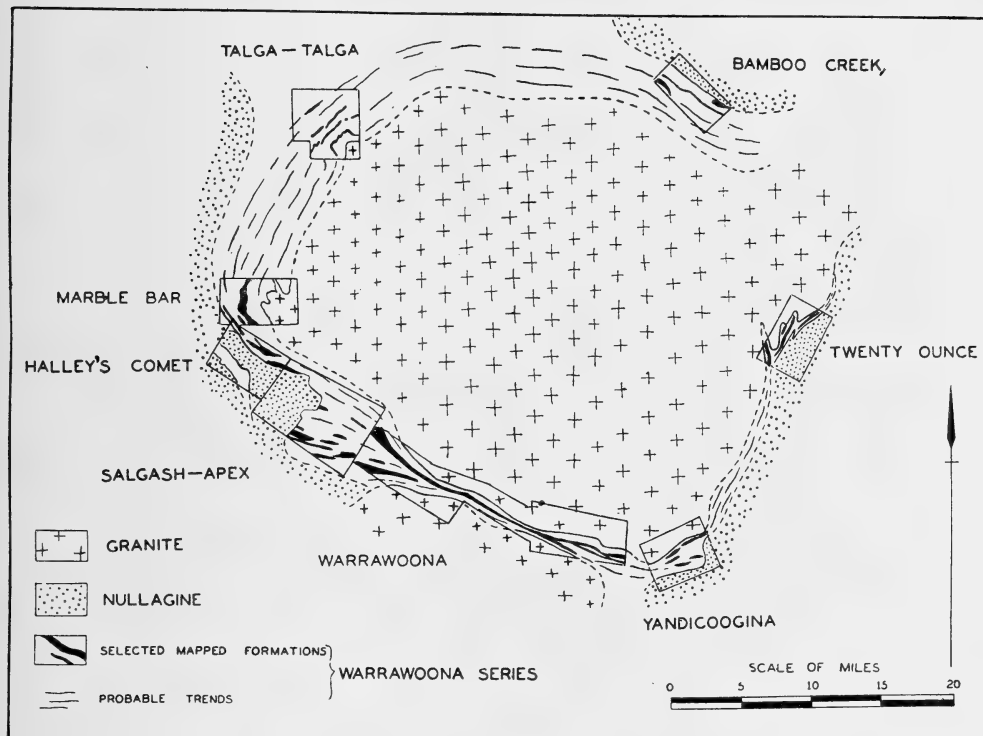 TALGA-TALGA
BAMBOO CREEK,
MARBLE BAR
HALLEY'S COMET
TWENTY OUNCE
SALGASH-APEX
WARRAWOONA
YANDICOOGINA
GRANITE
NULLAGINE
SELECTED MAPPED FORMATIONS
WARRAWOONA SERIES
PROBABLE TRENDS
SCALE OF MILES
0 5 10 15 20